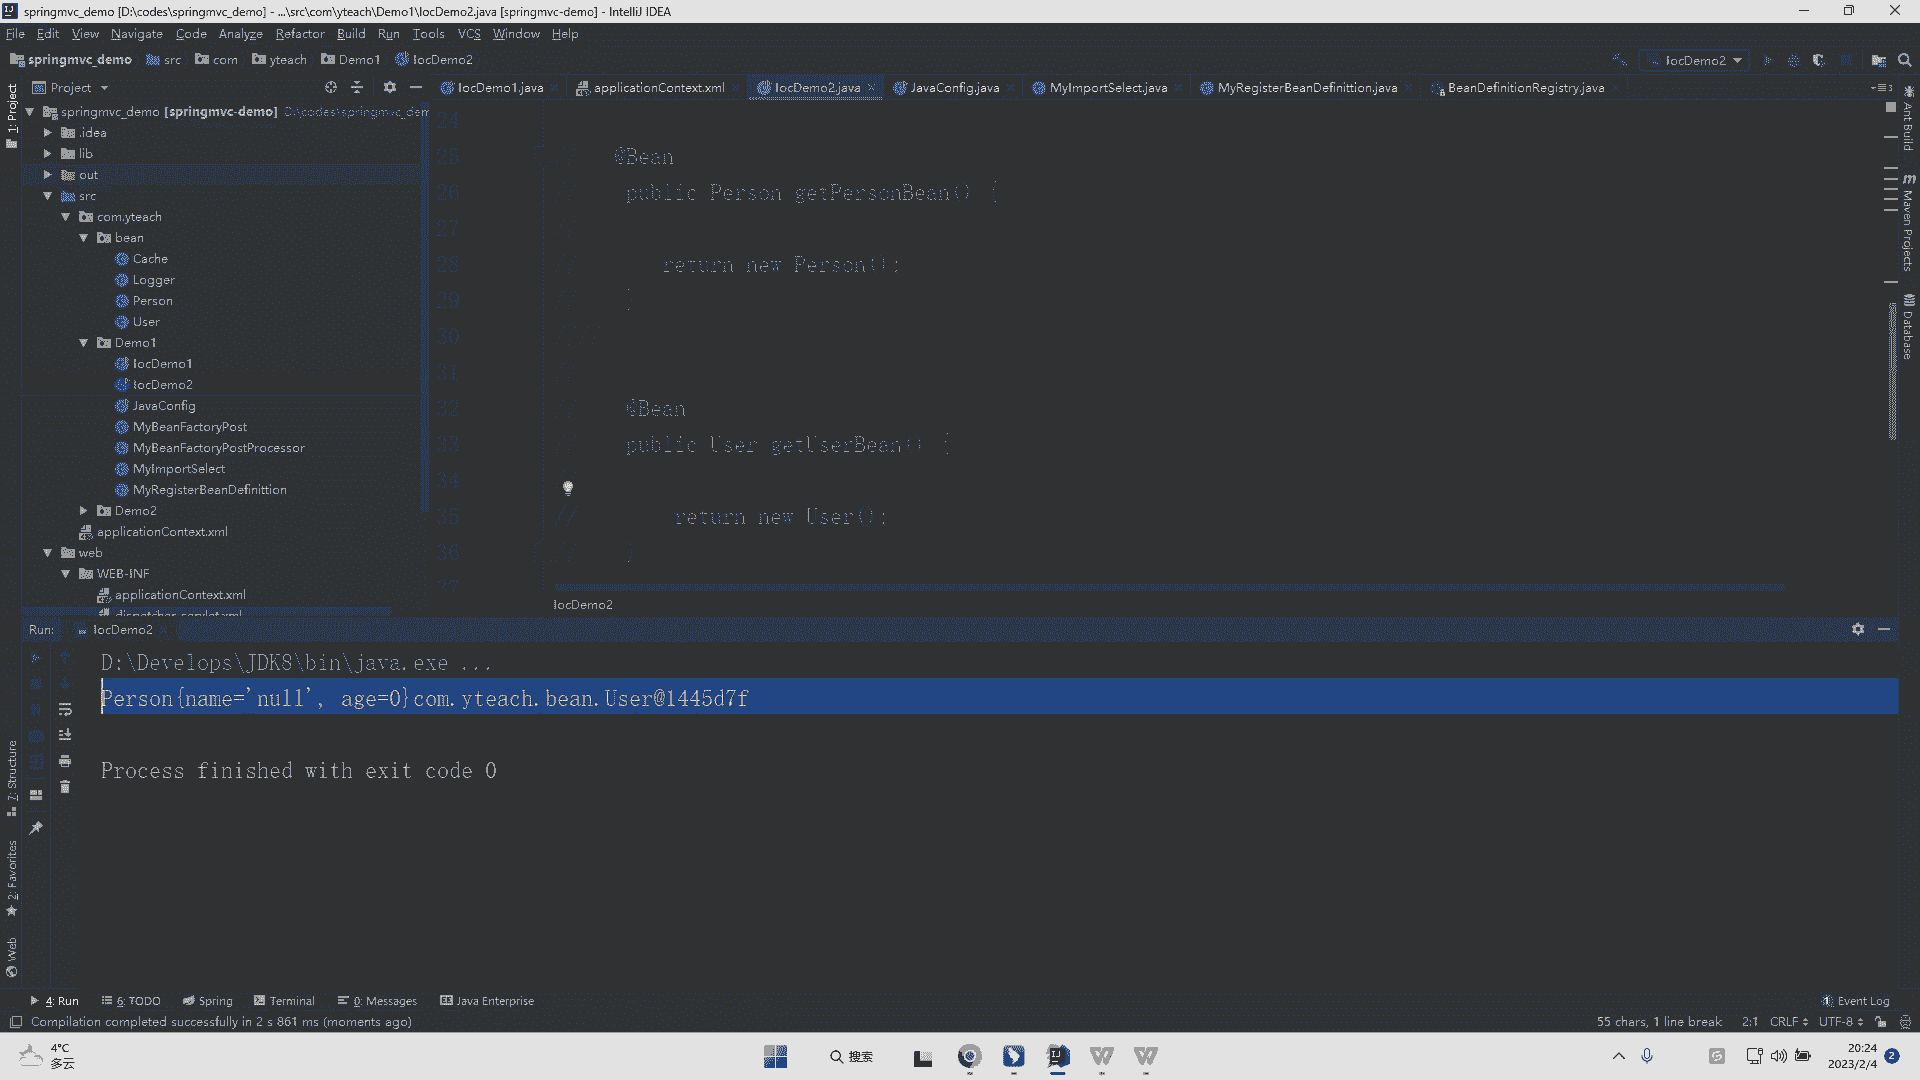 springmvc_demo [D:\codes\springmvc_demo] - ...\src\com\yteach\Demo1\IocDemo2.java [springmvc-demo] - IntelliJ IDEA
File Edit View Navigate Code Analyze Refactor Build Run Tools VCS Window Help
springmvc_demo src com yteach Demo1 IocDemo2 IocDemo2
1: Project
Project
IocDemo1.java applicationContext.xml IocDemo2.java JavaConfig.java MyImportSelect.java MyRegisterBeanDefinittion.java BeanDefinitionRegistry.java
springmvc_demo [springmvc-demo] D:\codes\springmvc_dem
.idea
lib
out
src
com.yteach
bean
Cache
Logger
Person
User
Demo1
IocDemo1
IocDemo2
JavaConfig
MyBeanFactoryPost
MyBeanFactoryPostProcessor
MyImportSelect
MyRegisterBeanDefinittion
Demo2
applicationContext.xml
web
WEB-INF
applicationContext.xml
dispatcher-servlet.xml
24
25 @Bean
26 public Person getPersonBean() {
27
28 return new Person();
29 }
30
31
32 @Bean
33 public User getUserBean() {
34
35 // return new User();
36 }
IocDemo2
Ant Build
Maven Projects
Database
Run: IocDemo2
D:\Develops\JDK8\bin\java.exe ...
Person{name='null', age=0}com.yteach.bean.User@1445d7f
Process finished with exit code 0
7: Structure
2: Favorites
Web
4: Run 6: TODO Spring Terminal 0: Messages Java Enterprise 1 Event Log
Compilation completed successfully in 2 s 861 ms (moments ago) 55 chars, 1 line break 2:1 CRLF UTF-8
4°C
多云
搜索
20:24
2023/2/4
2